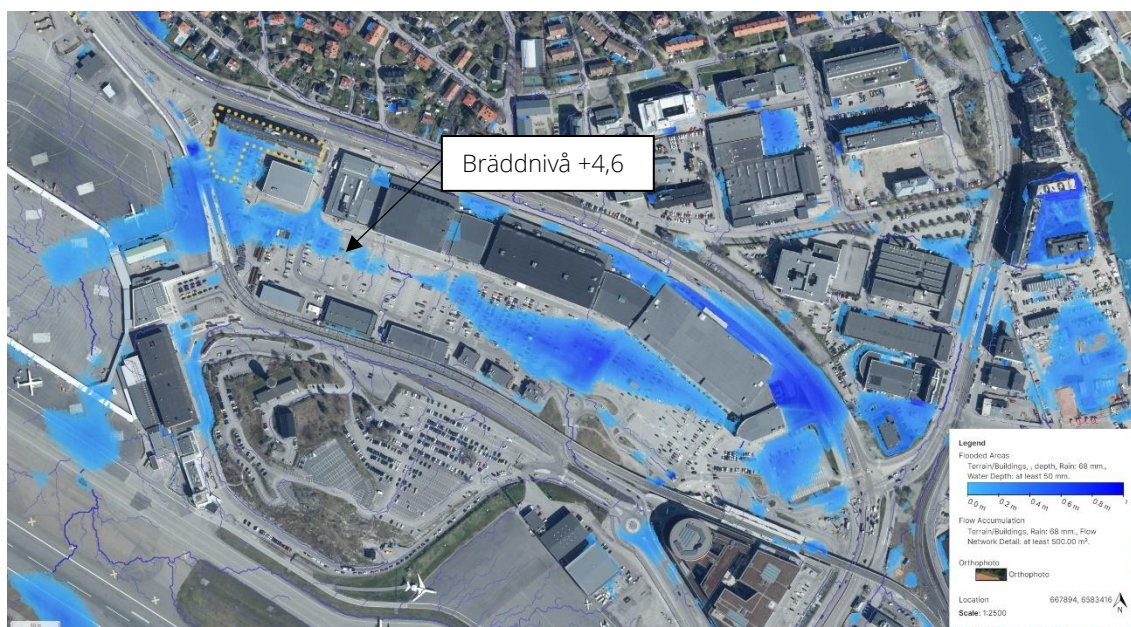 Bräddnivå +4,6
Legend
Flooded Areas
Terrain/Buildings, , depth, Rain: 68 mm.,
Water Depth: at least 50 mm.
0.0 m 0.2 m 0.4 m 0.6 m 0.8 m
Flow Accumulation
Terrain/Buildings, Rain: 68 mm., Flow
Network Detail: at least 500.00 m².
Orthophoto
Orthophoto
Location 667894, 6583416
Scale: 1:2500
N